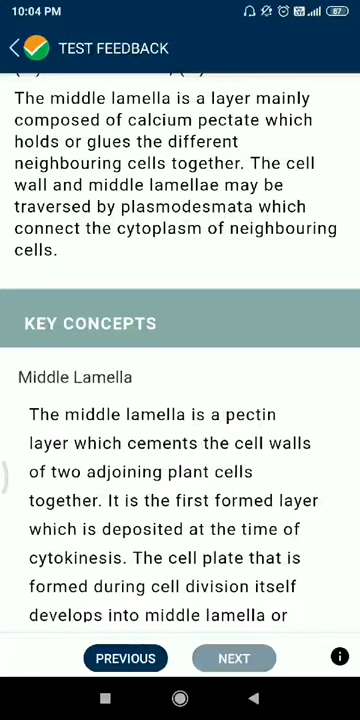 10:04 PM
87
TEST FEEDBACK
The middle lamella is a layer mainly
composed of calcium pectate which
holds or glues the different
neighbouring cells together. The cell
wall and middle lamellae may be
traversed by plasmodesmata which
connect the cytoplasm of neighbouring
cells.
KEY CONCEPTS
Middle Lamella
The middle lamella is a pectin
layer which cements the cell walls
of two adjoining plant cells
together. It is the first formed layer
which is deposited at the time of
cytokinesis. The cell plate that is
formed during cell division itself
develops into middle lamella or
PREVIOUS
NEXT